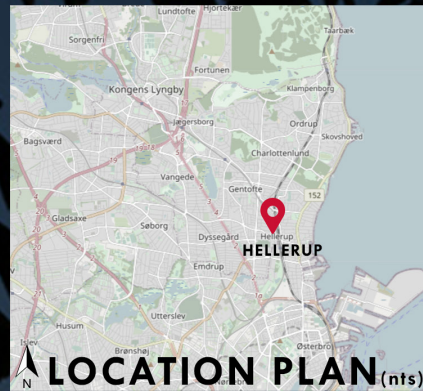 Lundtofte
Hjortekær
Taarbæk
Sorgenfri
Fortunen
Klampenborg
Kongens Lyngby
Jægersborg
Ordrup
Skovshoved
Bagsværd
Charlottenlund
Vangede
Gentofte
152
Gladsaxe
Søborg
Dyssegård
Hellerup
HELLERUP
Emdrup
Utterslev
Husum
Islev
Brønshøj
Østerbro
N
LOCATION PLAN (nts)